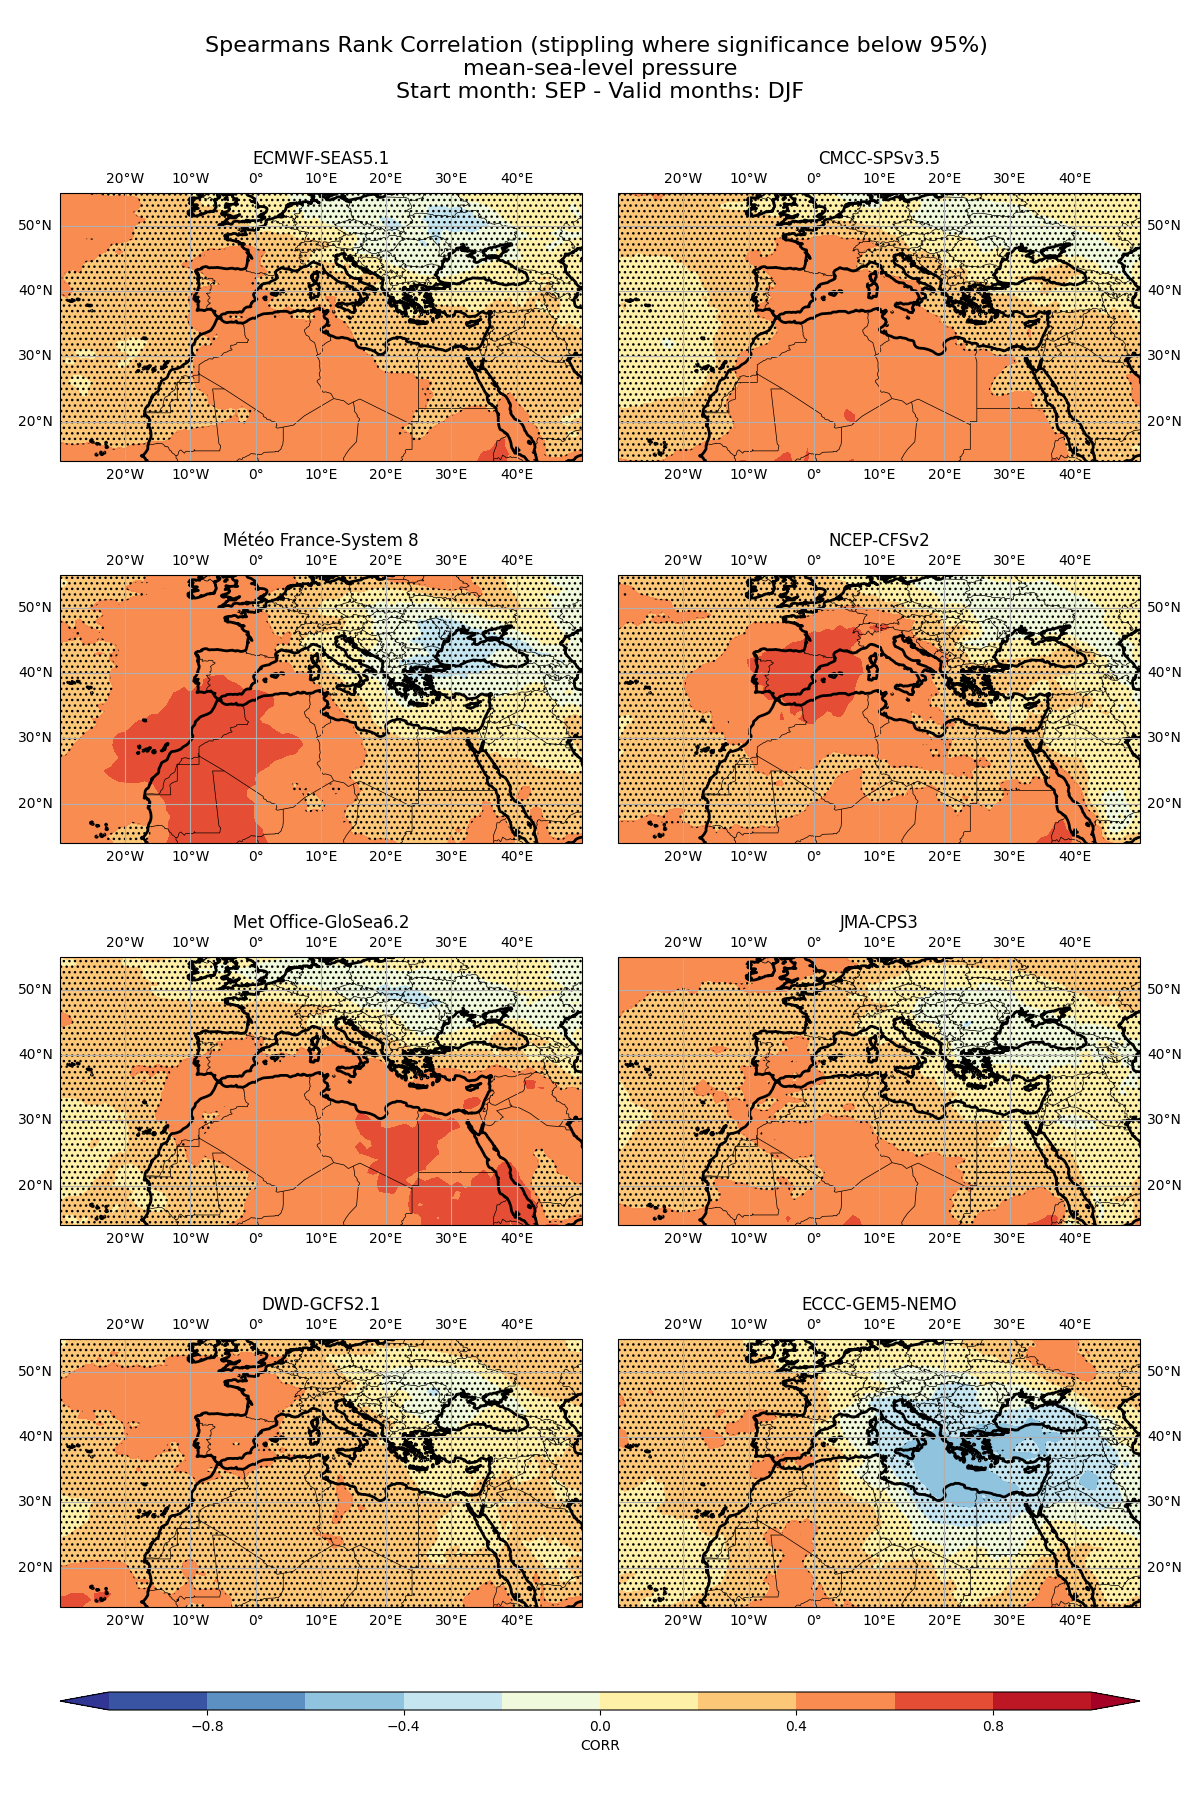 Spearmans Rank Correlation (stippling where significance below 95%)
mean-sea-level pressure
Start month: SEP - Valid months: DJF
ECMWF-SEAS5.1
CMCC-SPSv3.5
20°W 10°W 0° 10°E 20°E 30°E 40°E
20°W 10°W 0° 10°E 20°E 30°E 40°E
50°N
50°N
40°N
40°N
30°N
30°N
20°N
20°N
20°W 10°W 0° 10°E 20°E 30°E 40°E
20°W 10°W 0° 10°E 20°E 30°E 40°E
Météo France-System 8
NCEP-CFSv2
20°W 10°W 0° 10°E 20°E 30°E 40°E
20°W 10°W 0° 10°E 20°E 30°E 40°E
50°N
50°N
40°N
40°N
30°N
30°N
20°N
20°N
20°W 10°W 0° 10°E 20°E 30°E 40°E
20°W 10°W 0° 10°E 20°E 30°E 40°E
Met Office-GloSea6.2
JMA-CPS3
20°W 10°W 0° 10°E 20°E 30°E 40°E
20°W 10°W 0° 10°E 20°E 30°E 40°E
50°N
50°N
40°N
40°N
30°N
30°N
20°N
20°N
20°W 10°W 0° 10°E 20°E 30°E 40°E
20°W 10°W 0° 10°E 20°E 30°E 40°E
DWD-GCFS2.1
ECCC-GEM5-NEMO
20°W 10°W 0° 10°E 20°E 30°E 40°E
20°W 10°W 0° 10°E 20°E 30°E 40°E
50°N
50°N
40°N
40°N
30°N
30°N
20°N
20°N
20°W 10°W 0° 10°E 20°E 30°E 40°E
20°W 10°W 0° 10°E 20°E 30°E 40°E
−0.8 −0.4 0.0 0.4 0.8
CORR